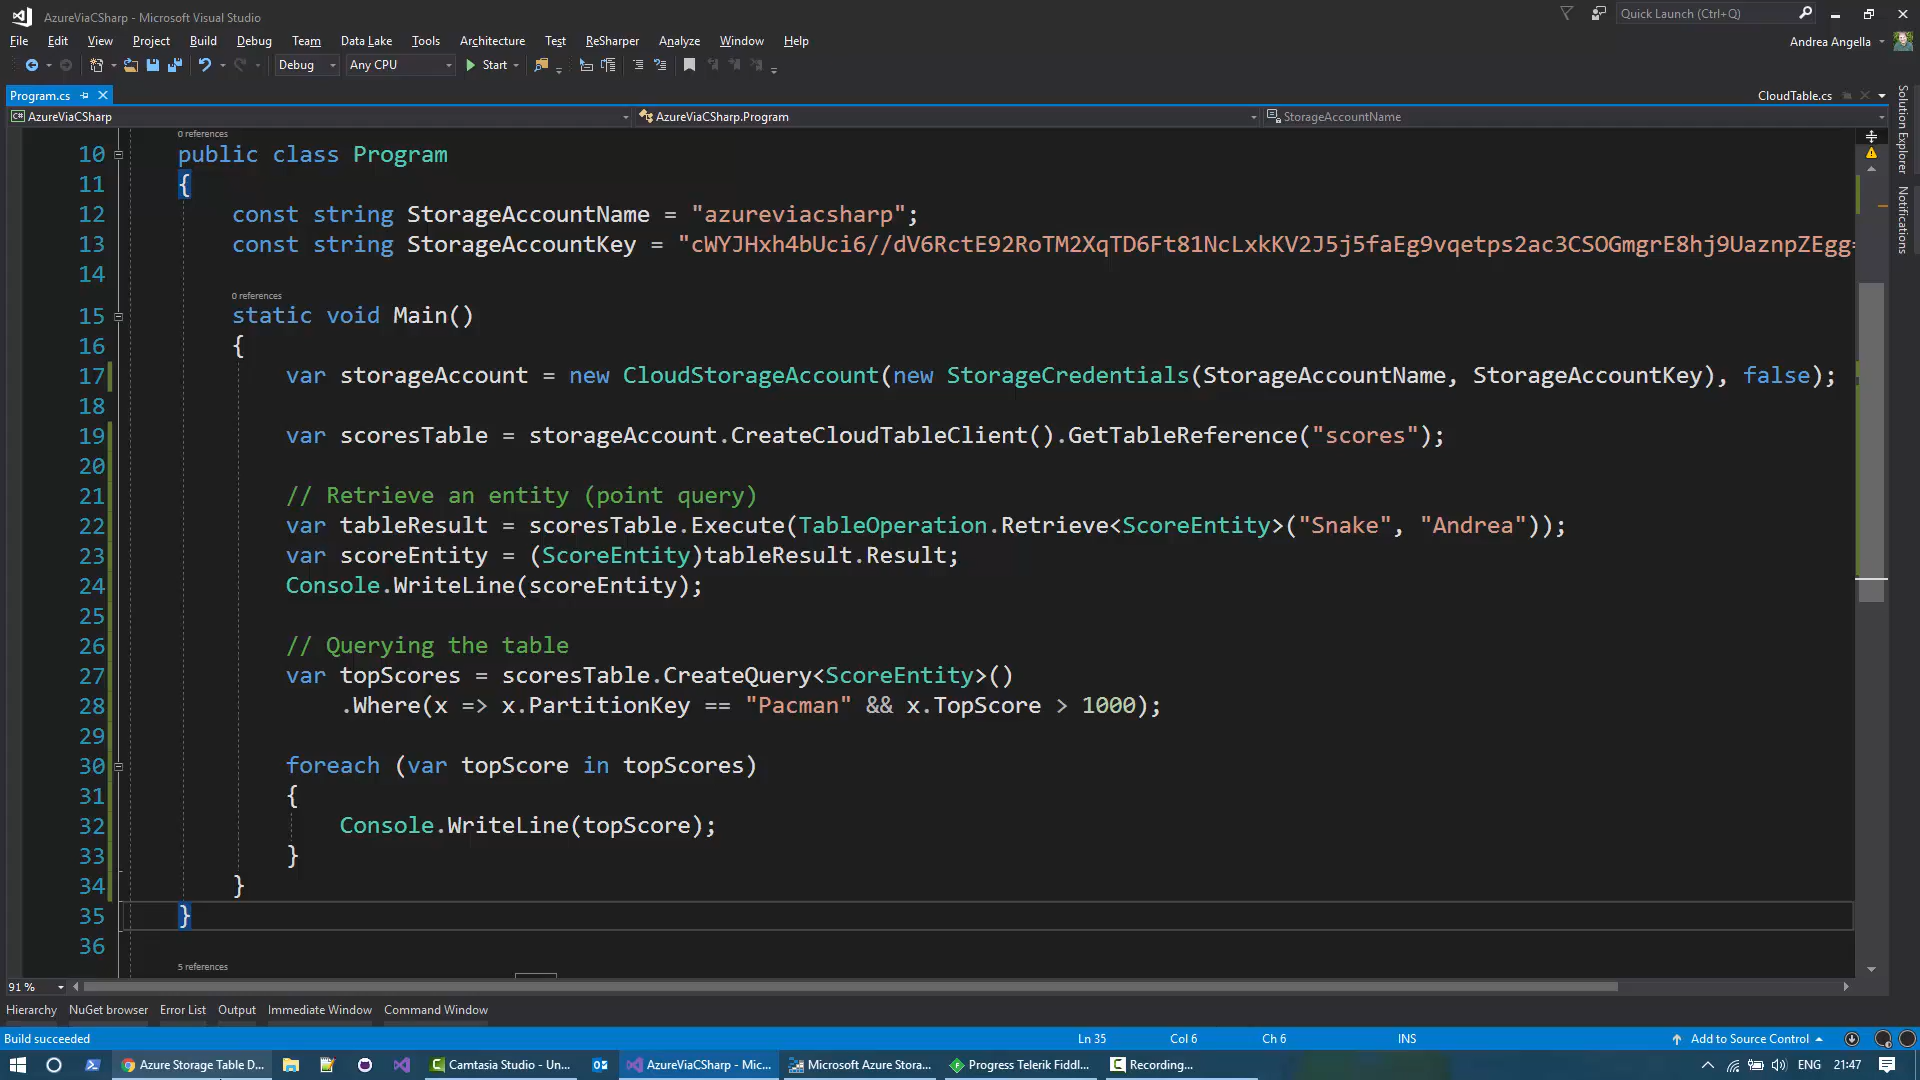 AzureViaCSharp - Microsoft Visual Studio
Quick Launch (Ctrl+Q)
File Edit View Project Build Debug Team Data Lake Tools Architecture Test ReSharper Analyze Window Help
Andrea Angella
Debug Any CPU Start
Program.cs
CloudTable.cs
AzureViaCSharp
AzureViaCSharp.Program
StorageAccountName
Solution Explorer
Notifications
0 references
10 public class Program
11 {
12 const string StorageAccountName = "azureviacsharp";
13 const string StorageAccountKey = "cWYJHxh4bUci6//dV6RctE92RoTM2XqTD6Ft81NcLxkKV2J5j5faEg9vqetps2ac3CSOGmgrE8hj9UaznpZEgg=
14
0 references
15 static void Main()
16 {
17 var storageAccount = new CloudStorageAccount(new StorageCredentials(StorageAccountName, StorageAccountKey), false);
18
19 var scoresTable = storageAccount.CreateCloudTableClient().GetTableReference("scores");
20
21 // Retrieve an entity (point query)
22 var tableResult = scoresTable.Execute(TableOperation.Retrieve<ScoreEntity>("Snake", "Andrea"));
23 var scoreEntity = (ScoreEntity)tableResult.Result;
24 Console.WriteLine(scoreEntity);
25
26 // Querying the table
27 var topScores = scoresTable.CreateQuery<ScoreEntity>()
28 .Where(x => x.PartitionKey == "Pacman" && x.TopScore > 1000);
29
30 foreach (var topScore in topScores)
31 {
32 Console.WriteLine(topScore);
33 }
34 }
35 }
36
5 references
91 %
Hierarchy NuGet browser Error List Output Immediate Window Command Window
Build succeeded Ln 35 Col 6 Ch 6 INS Add to Source Control
Azure Storage Table D... Camtasia Studio - Un... AzureViaCSharp - Mic... Microsoft Azure Stora... Progress Telerik Fiddl... Recording... ENG 21:47